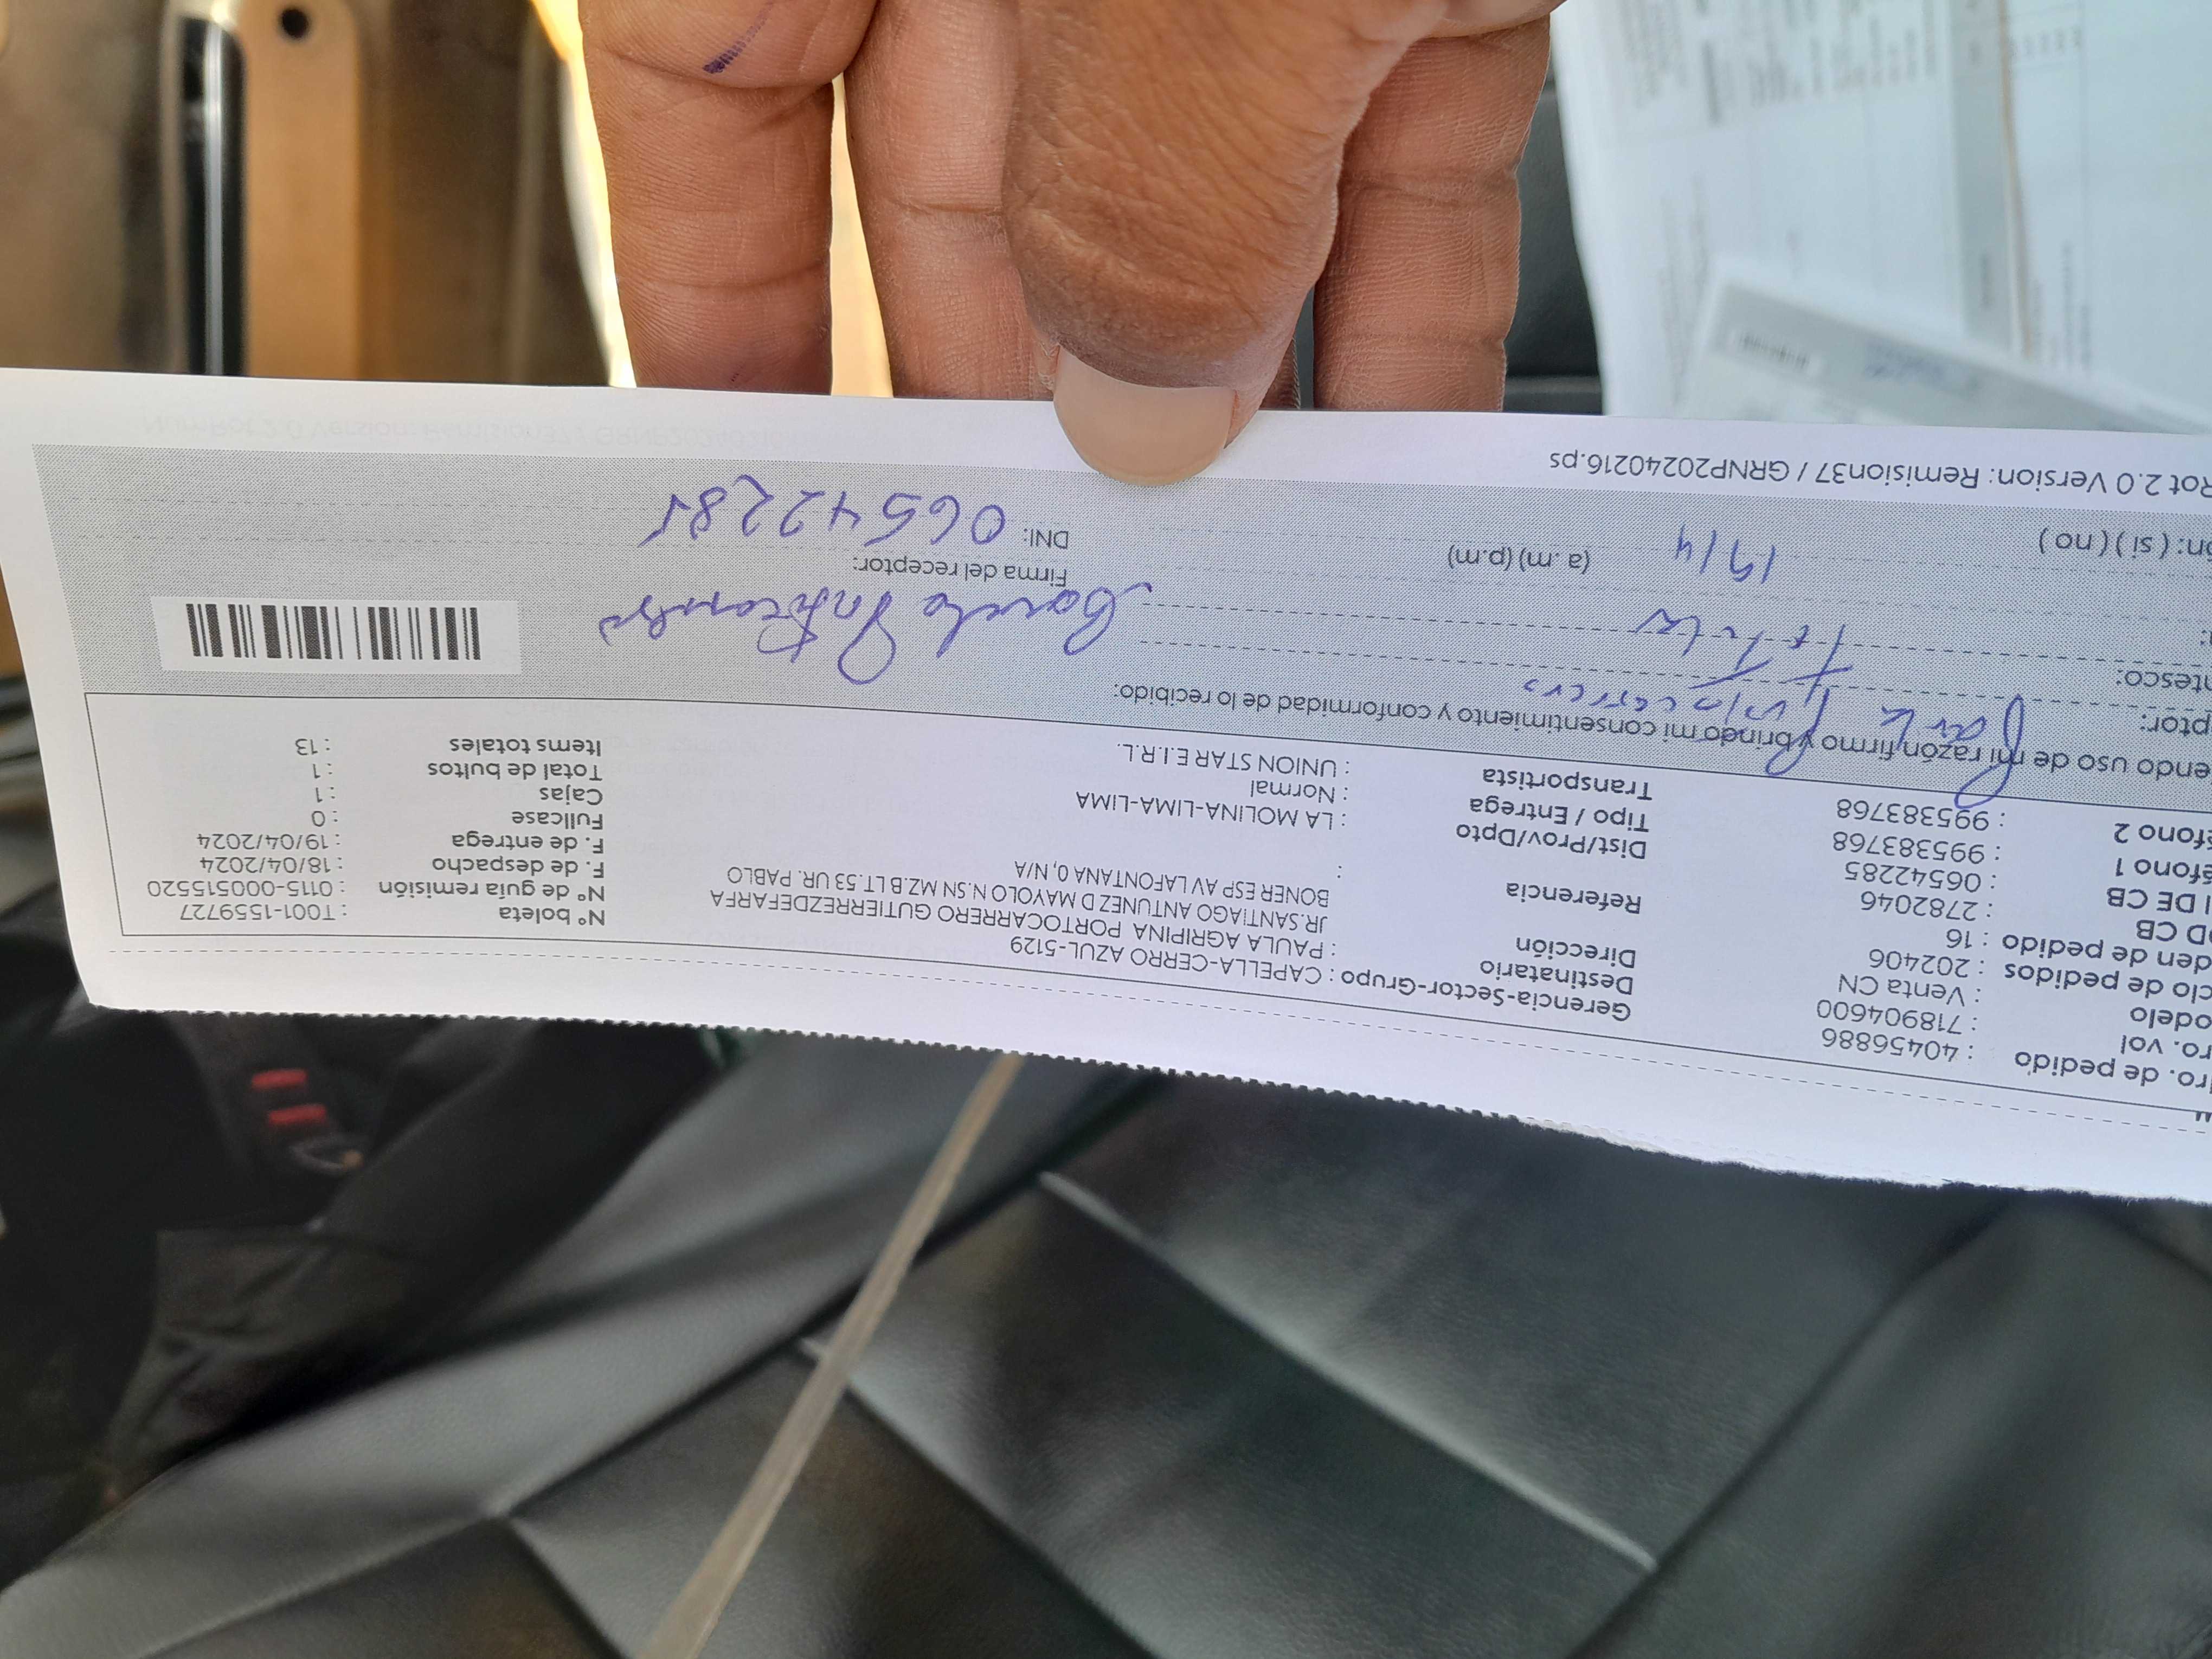 iro. de pedido : 40456886
ro. vol : 718904600
odelo : Venta CN
clo de pedidos : 202406
den de pedido : 16
OD CB : 2782046
I DE CB : 06542285
éfono 1 : 995383768
éfono 2 : 995383768
Gerencia-Sector-Grupo : CAPELLA-CERRO AZUL-5129
Destinatario : PAULA AGRIPINA PORTOCARRERO GUTIERREZDEFARFA
Dirección JR.SANTIAGO ANTUNEZ D MAYOLO N.SN MZ.B LT.53 UR. PABLO
BONER ESP AV LAFONTANA 0, N/A
Referencia :
Dist/Prov/Dpto : LA MOLINA-LIMA-LIMA
Tipo / Entrega : Normal
Transportista : UNION STAR E.I.R.L.
Nº boleta : T001-1559727
Nº de guía remisión : 0115-000515520
F. de despacho : 18/04/2024
F. de entrega : 19/04/2024
Fullcase : 0
Cajas : 1
Total de bultos : 1
Items totales : 13
endo uso de mi razón firmo y brindo mi consentimiento y conformidad de lo recibido:
ptor:
ntesco:
Firma del receptor:
n: ( si ) ( no ) 19/4 (a .m) (p.m)
DNI: 06542285
Rot 2.0 Version: Remision37 / GRNP20240216.ps